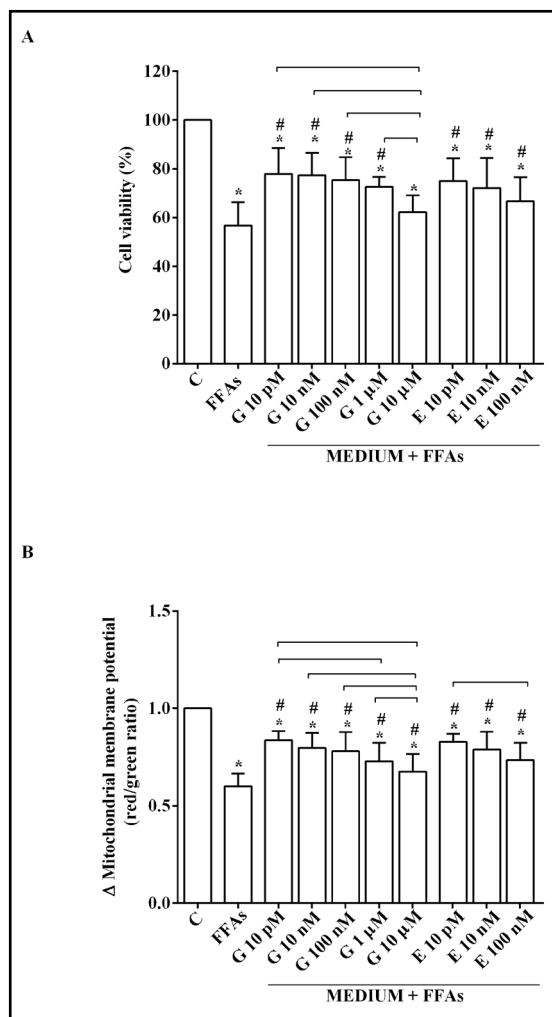 A
120
100
80
60
40
20
0
Cell viability (%)
*
# * # * # * # * * # * # * # *
C FFAs G 10 pM G 10 nM G 100 nM G 1 µM G 10 µM E 10 pM E 10 nM E 100 nM
MEDIUM + FFAs
B
1.5
1.0
0.5
0.0
Δ Mitochondrial membrane potential
(red/green ratio)
*
# * # * # * # * # * # * # * # *
C FFAs G 10 pM G 10 nM G 100 nM G 1 µM G 10 µM E 10 pM E 10 nM E 100 nM
MEDIUM + FFAs